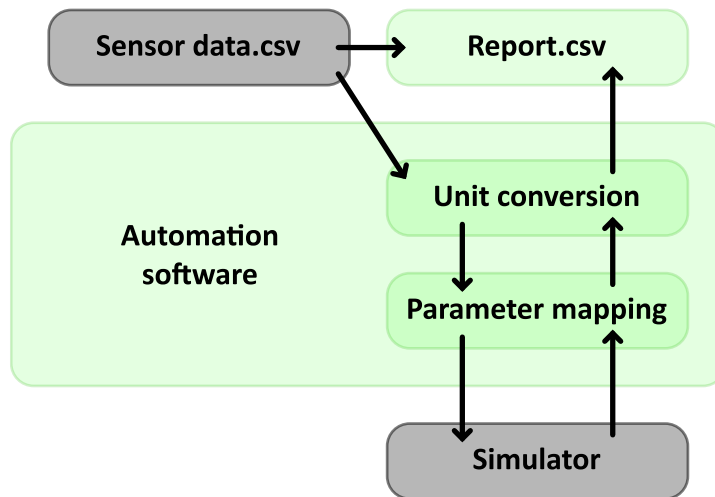 Sensor data.csv
Report.csv
Unit conversion
Automation
software
Parameter mapping
Simulator